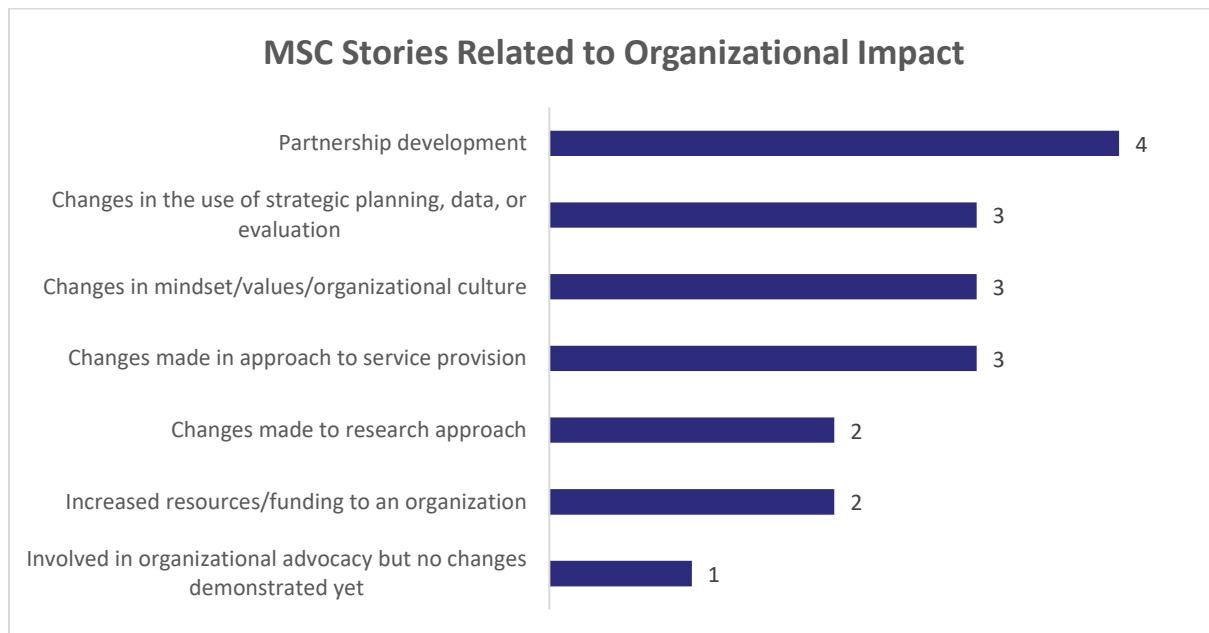 MSC Stories Related to Organizational Impact
Partnership development
4
Changes in the use of strategic planning, data, or
evaluation
3
Changes in mindset/values/organizational culture
3
Changes made in approach to service provision
3
Changes made to research approach
2
Increased resources/funding to an organization
2
Involved in organizational advocacy but no changes
demonstrated yet
1